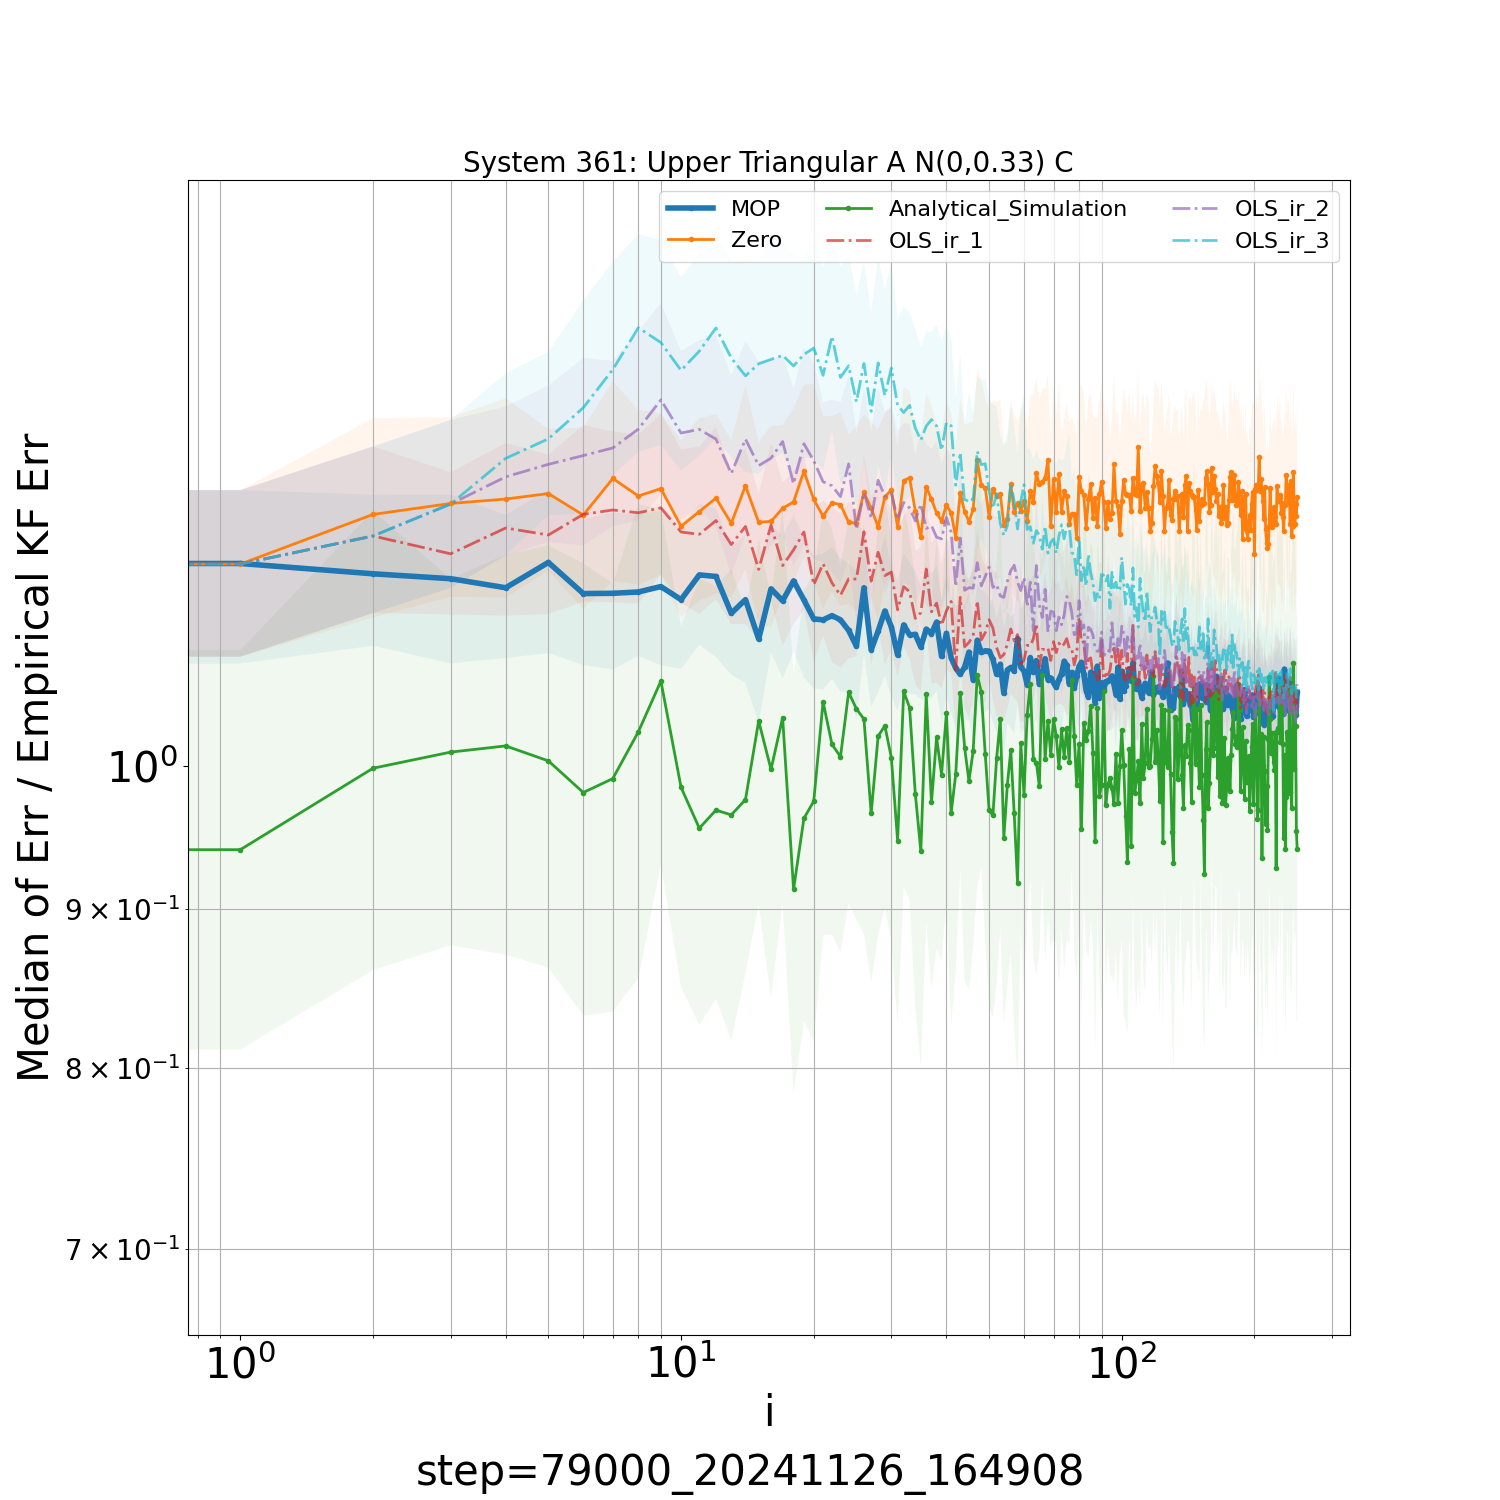 System 361: Upper Triangular A N(0,0.33) C
MOP
Zero
Analytical_Simulation
OLS_ir_1
OLS_ir_2
OLS_ir_3
Median of Err / Empirical KF Err
10⁰
9 × 10⁻¹
8 × 10⁻¹
7 × 10⁻¹
10⁰ 10¹ 10²
i
step=79000_20241126_164908